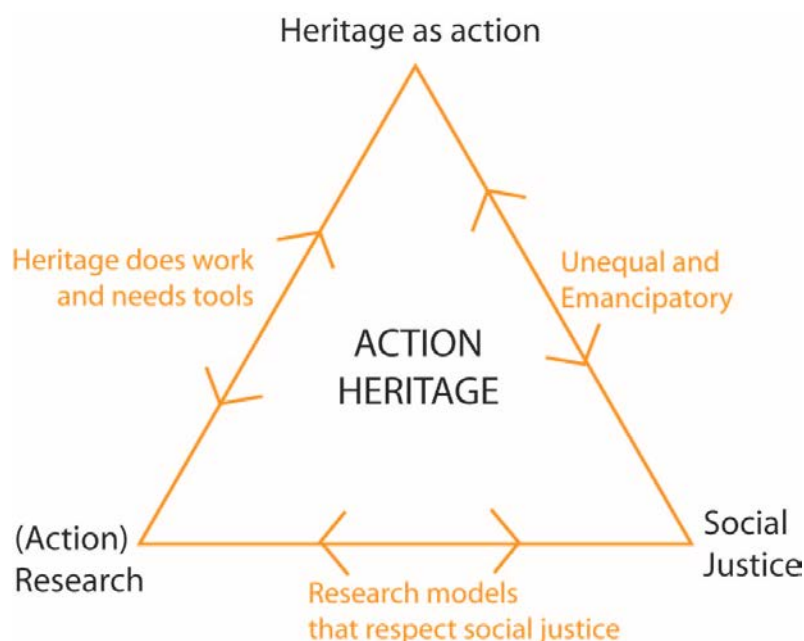 Heritage as action
Heritage does work
and needs tools
Unequal and
Emancipatory
ACTION
HERITAGE
(Action)
Research
Social
Justice
Research models
that respect social justice